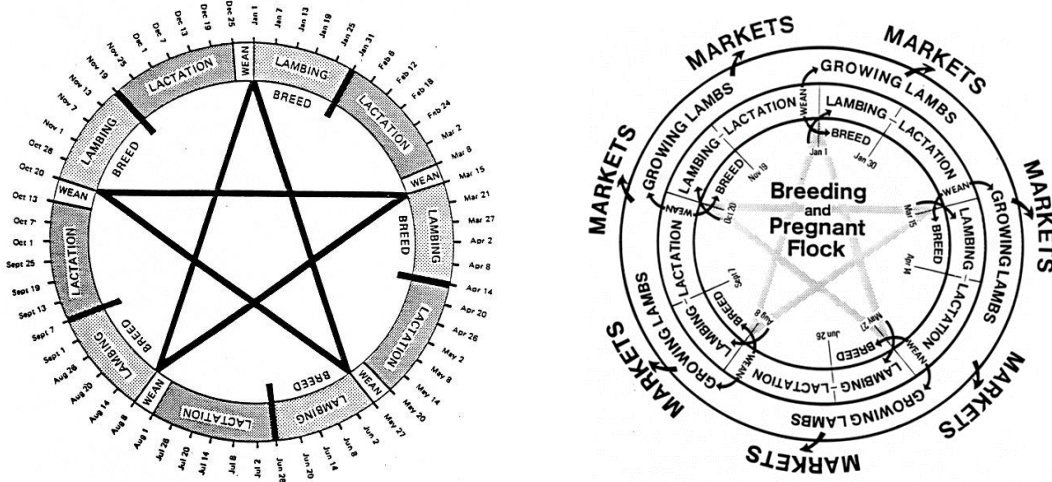 Jan 1
Jan 7
Jan 13
Jan 19
Jan 25
Jan 31
Feb 6
Feb 12
Feb 18
Feb 24
Mar 2
Mar 8
Mar 15
Mar 21
Mar 27
Apr 2
Apr 8
Apr 14
Apr 20
Apr 26
May 2
May 8
May 14
May 20
May 27
Jun 2
Jun 8
Jun 14
Jun 20
Jun 26
Jul 2
Jul 8
Jul 14
Jul 20
Jul 26
Aug 1
Aug 8
Aug 14
Aug 20
Aug 26
Sept 1
Sept 7
Sept 13
Sept 19
Sept 25
Oct 1
Oct 7
Oct 13
Oct 20
Oct 26
Nov 1
Nov 7
Nov 13
Nov 19
Nov 25
Dec 1
Dec 7
Dec 13
Dec 19
Dec 25
WEAN
LAMBING
BREED
LACTATION
WEAN
LAMBING
BREED
LACTATION
WEAN
LAMBING
BREED
LACTATION
WEAN
LAMBING
BREED
LACTATION
WEAN
LAMBING
BREED
LACTATION
MARKETS
MARKETS
MARKETS
MARKETS
MARKETS
MARKETS
MARKETS
MARKETS
GROWING LAMBS
GROWING LAMBS
GROWING LAMBS
GROWING LAMBS
GROWING LAMBS
WEAN
LAMBING–LACTATION
BREED
Jan 1
Jan 30
WEAN
LAMBING–LACTATION
BREED
Mar 15
Apr 14
WEAN
LAMBING–LACTATION
BREED
May 27
Jun 26
WEAN
LAMBING–LACTATION
BREED
Aug 8
Sept 7
WEAN
LAMBING–LACTATION
BREED
Oct 20
Nov 19
Breeding
and
Pregnant
Flock